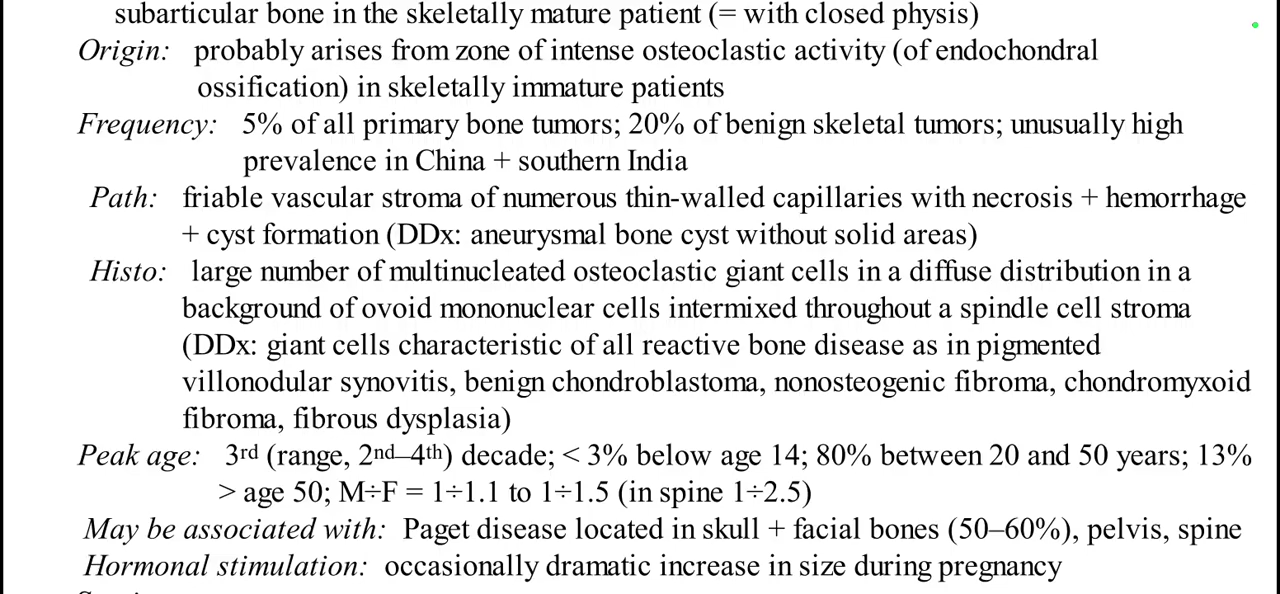 subarticular bone in the skeletally mature patient (= with closed physis)
Origin: probably arises from zone of intense osteoclastic activity (of endochondral
ossification) in skeletally immature patients
Frequency: 5% of all primary bone tumors; 20% of benign skeletal tumors; unusually high
prevalence in China + southern India
Path: friable vascular stroma of numerous thin-walled capillaries with necrosis + hemorrhage
+ cyst formation (DDx: aneurysmal bone cyst without solid areas)
Histo: large number of multinucleated osteoclastic giant cells in a diffuse distribution in a
background of ovoid mononuclear cells intermixed throughout a spindle cell stroma
(DDx: giant cells characteristic of all reactive bone disease as in pigmented
villonodular synovitis, benign chondroblastoma, nonosteogenic fibroma, chondromyxoid
fibroma, fibrous dysplasia)
Peak age: 3rd (range, 2nd–4th) decade; < 3% below age 14; 80% between 20 and 50 years; 13%
> age 50; M÷F = 1÷1.1 to 1÷1.5 (in spine 1÷2.5)
May be associated with: Paget disease located in skull + facial bones (50–60%), pelvis, spine
Hormonal stimulation: occasionally dramatic increase in size during pregnancy